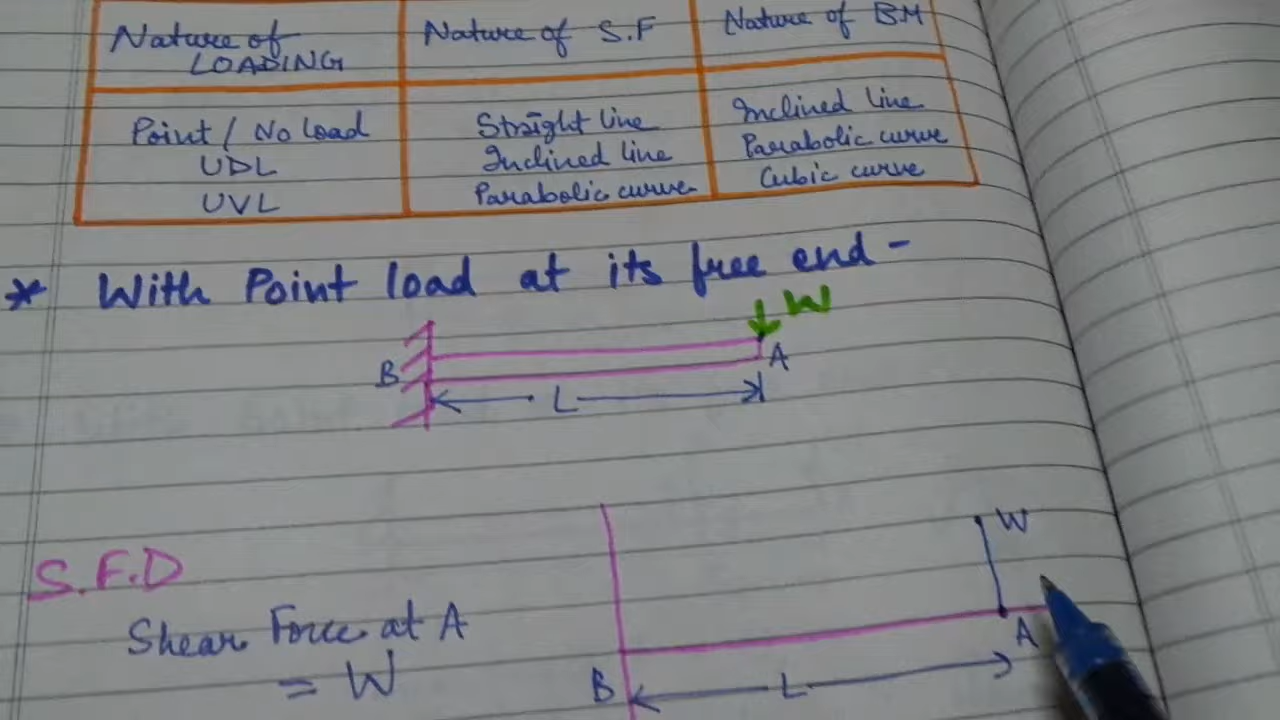 Nature of LOADING
Nature of S.F
Nature of BM
Point / No load
Straight line
Inclined line
UDL
Inclined line
Parabolic curve
UVL
Parabolic curve
Cubic curve
* With Point load at its free end -
W
B
A
L
S.F.D
W
Shear Force at A
= W
A
B
L